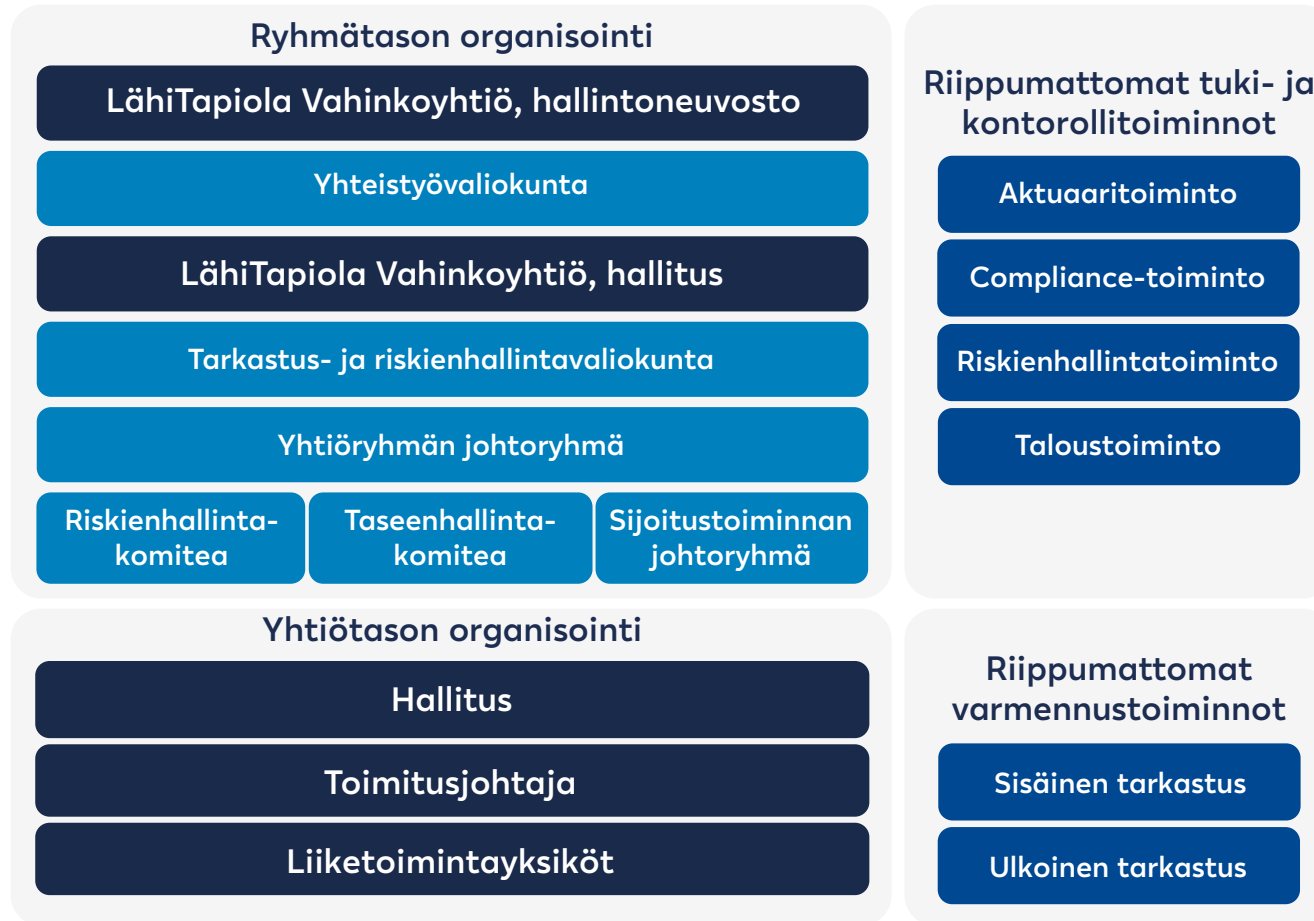 Ryhmätason organisointi
LähiTapiola Vahinkoyhtiö, hallintoneuvosto
Yhteistyövaliokunta
LähiTapiola Vahinkoyhtiö, hallitus
Tarkastus- ja riskienhallintavaliokunta
Yhtiöryhmän johtoryhmä
Riskienhallinta-
komitea
Taseenhallinta-
komitea
Sijoitustoiminnan
johtoryhmä
Riippumattomat tuki- ja
kontorollitoiminnot
Aktuaaritoiminto
Compliance-toiminto
Riskienhallintatoiminto
Taloustoiminto
Yhtiötason organisointi
Hallitus
Toimitusjohtaja
Liiketoimintayksiköt
Riippumattomat
varmennustoiminnot
Sisäinen tarkastus
Ulkoinen tarkastus